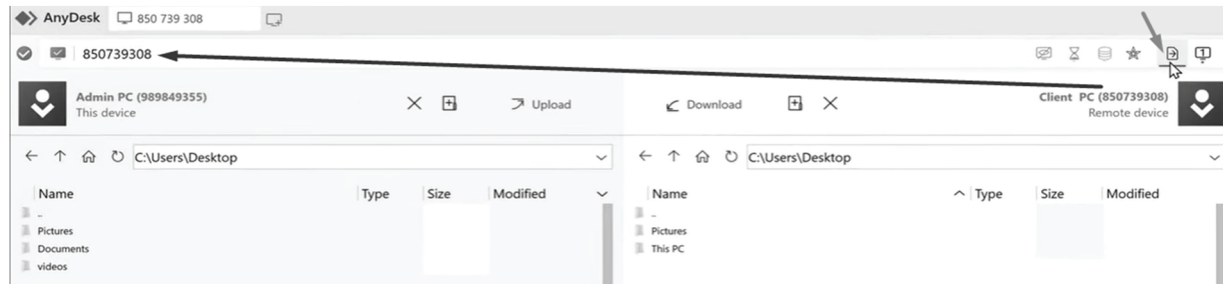 AnyDesk 850 739 308
850739308
Admin PC (989849355)
This device
Upload
Download
Client PC (850739308)
Remote device
C:\Users\Desktop
C:\Users\Desktop
Name Type Size Modified
Name Type Size Modified
..
Pictures
Documents
videos
..
Pictures
This PC